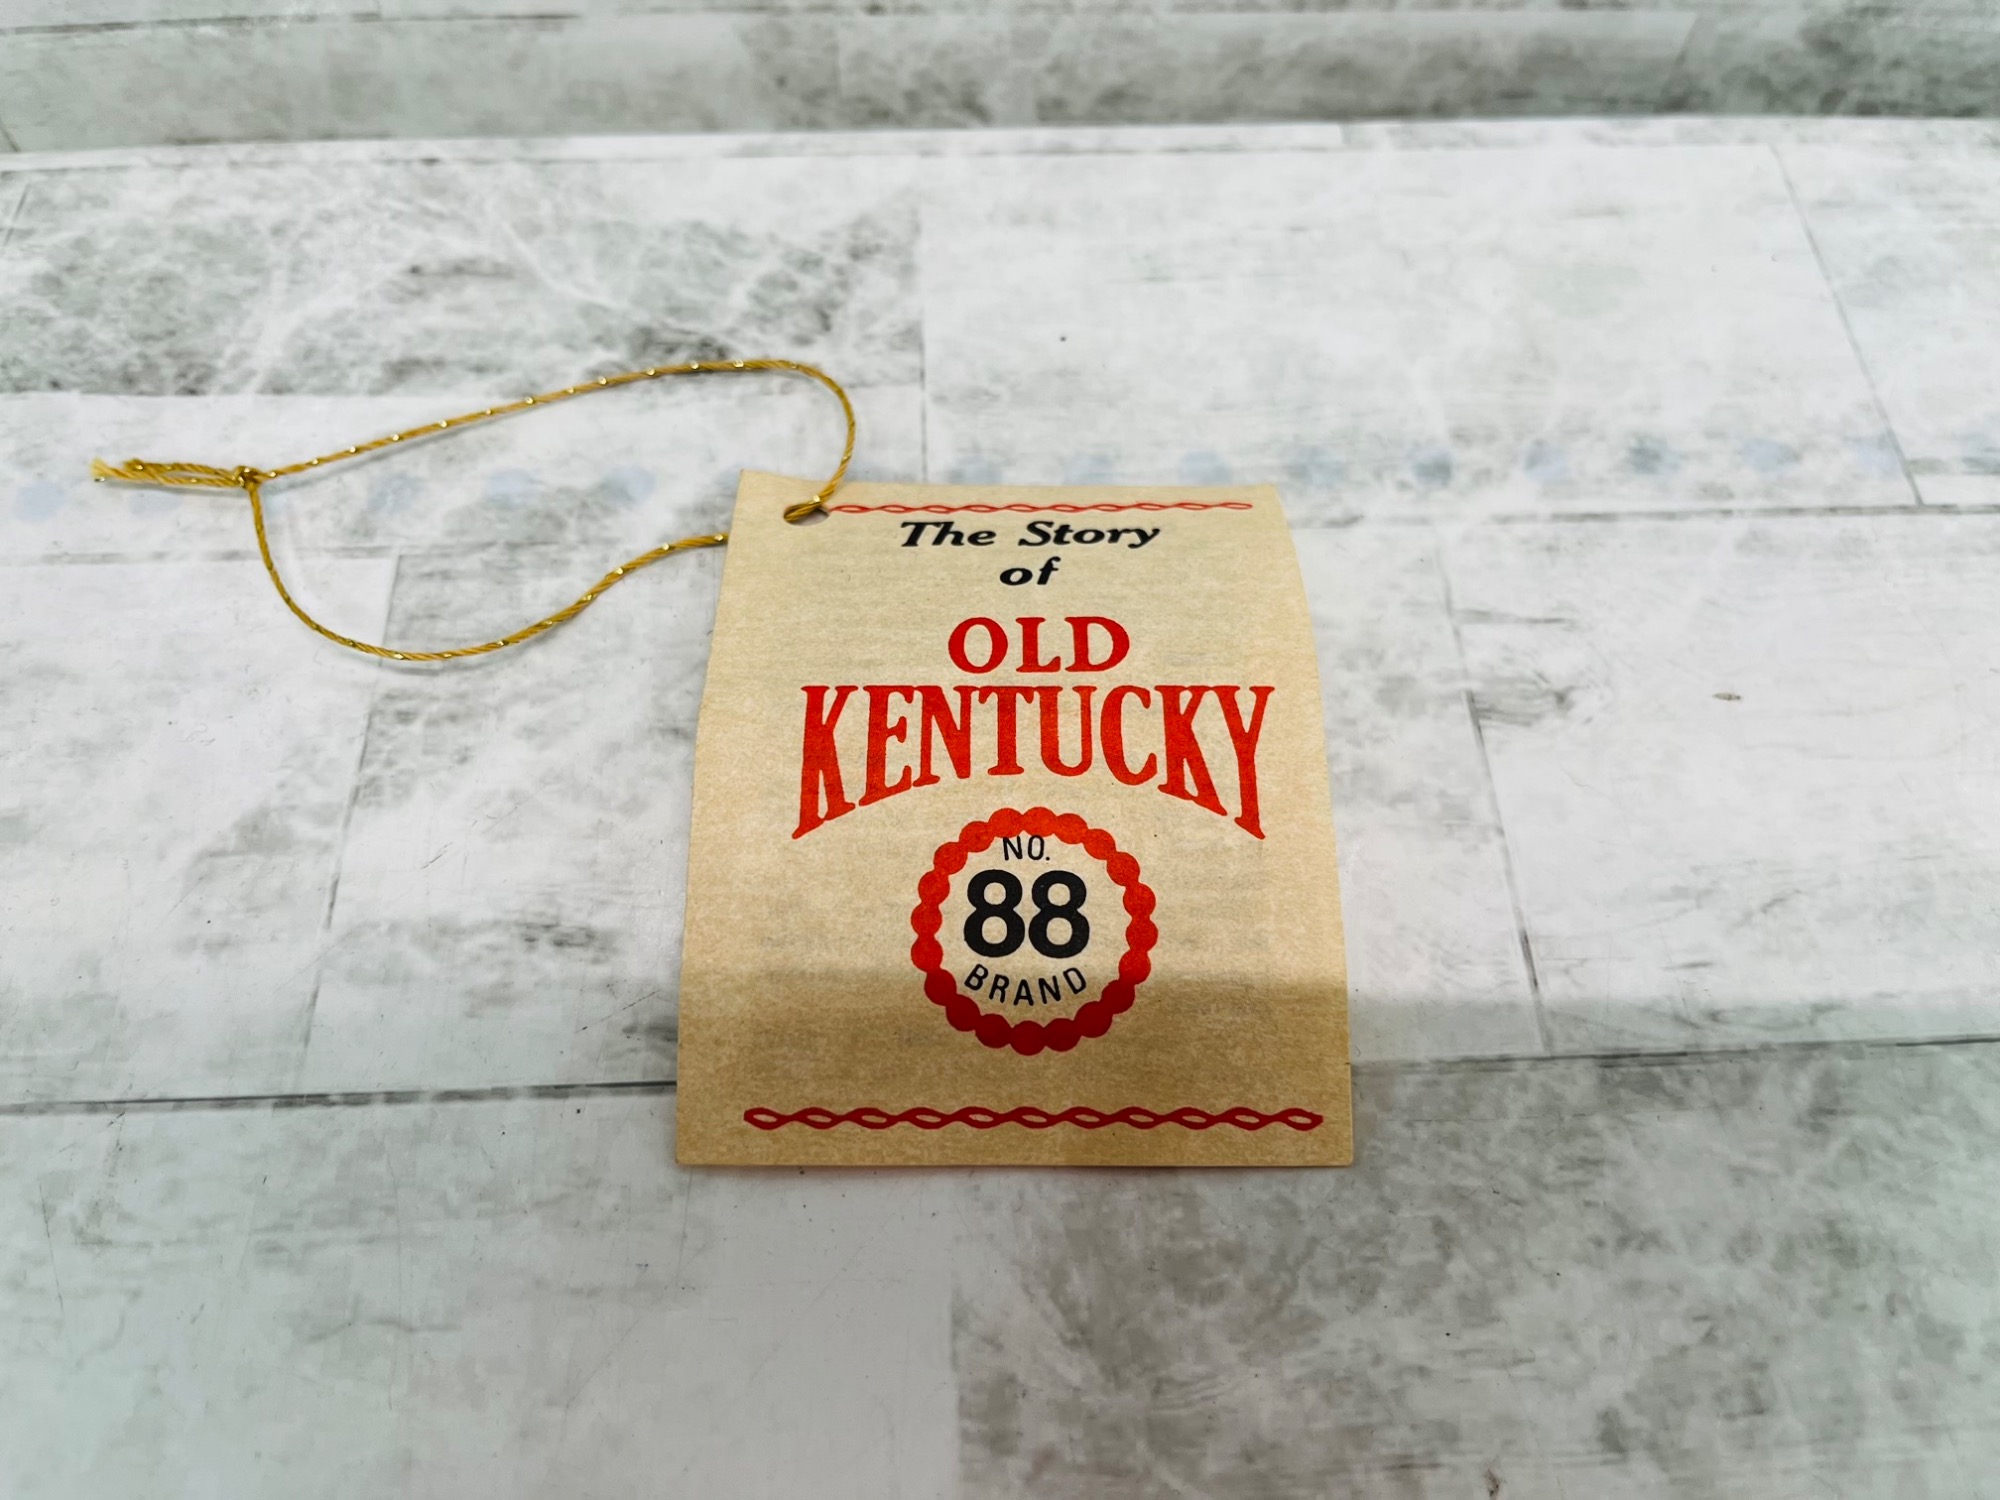 The Story
of
OLD
KENTUCKY
NO.
88
BRAND